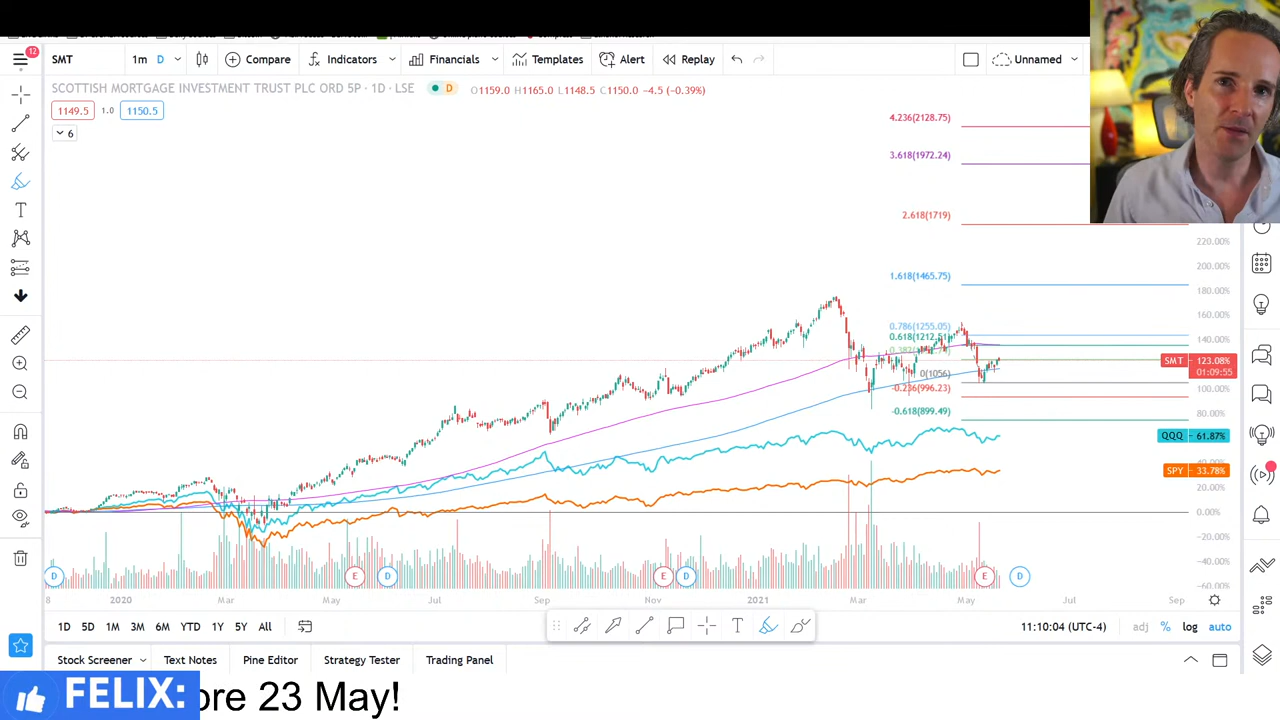 12
SMT
1m D
Compare
Indicators
Financials
Templates
Alert
Replay
Unnamed
SCOTTISH MORTGAGE INVESTMENT TRUST PLC ORD 5P · 1D · LSE
D
O1159.0 H1165.0 L1148.5 C1150.0 -4.5 (-0.39%)
1149.5 1.0 1150.5
6
4.236(2128.75)
3.618(1972.24)
2.618(1719)
1.618(1465.75)
0.786(1255.05)
0.618(1212.51)
0(1056)
-0.236(996.23)
-0.618(899.49)
220.00%
200.00%
180.00%
160.00%
140.00%
SMT 123.08%
01:09:55
100.00%
80.00%
QQQ 61.87%
SPY 33.78%
20.00%
0.00%
-20.00%
-40.00%
-60.00%
D E D E D E D
8 2020 Mar May Jul Sep Nov 2021 Mar May Jul Sep
1D 5D 1M 3M 6M YTD 1Y 5Y All
11:10:04 (UTC-4)
adj % log auto
Stock Screener
Text Notes
Pine Editor
Strategy Tester
Trading Panel
FELIX:
ore 23 May!